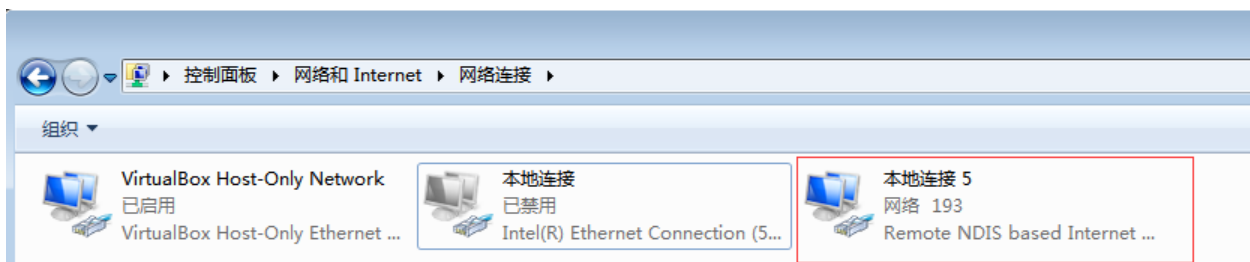 控制面板 网络和 Internet 网络连接
组织
VirtualBox Host-Only Network
已启用
VirtualBox Host-Only Ethernet ...
本地连接
已禁用
Intel(R) Ethernet Connection (5...
本地连接 5
网络 193
Remote NDIS based Internet ...